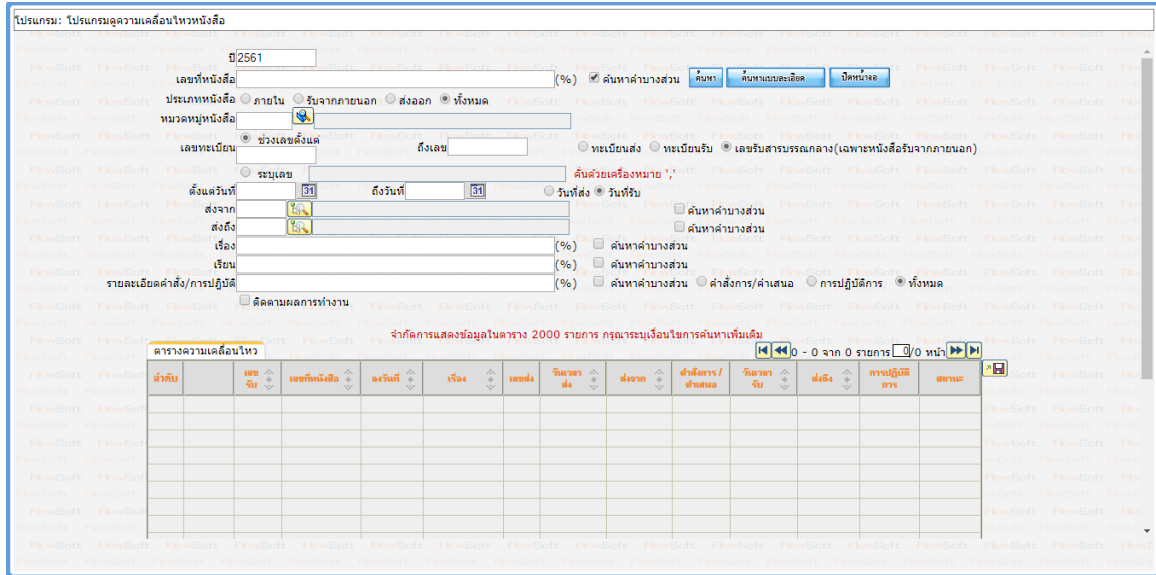 โปรแกรม: โปรแกรมดูความเคลื่อนไหวหนังสือ
ปี 2561
เลขที่หนังสือ (%) ค้นหาคำบางส่วน ค้นหา ค้นหาแบบละเอียด ปิดหน้าจอ
ประเภทหนังสือ ภายใน รับจากภายนอก ส่งออก ทั้งหมด
หมวดหมู่หนังสือ
เลขทะเบียน ช่วงเลขตั้งแต่ ถึงเลข ทะเบียนส่ง ทะเบียนรับ เลขรับสารบรรณกลาง(เฉพาะหนังสือรับจากภายนอก)
ระบุเลข คั่นด้วยเครื่องหมาย ','
ตั้งแต่วันที่ 31 ถึงวันที่ 31 วันที่ส่ง วันที่รับ
ส่งจาก ค้นหาคำบางส่วน
ส่งถึง ค้นหาคำบางส่วน
เรื่อง (%) ค้นหาคำบางส่วน
เรียน (%) ค้นหาคำบางส่วน
รายละเอียดคำสั่ง/การปฏิบัติ (%) ค้นหาคำบางส่วน คำสั่งการ/คำเสนอ การปฏิบัติการ ทั้งหมด
ติดตามผลการทำงาน
จำกัดการแสดงข้อมูลในตาราง 2000 รายการ กรุณาระบุเงื่อนไขการค้นหาเพิ่มเติม
ตารางความเคลื่อนไหว 0 - 0 จาก 0 รายการ 0/0 หน้า
ลำดับ เลขรับ เลขที่หนังสือ ลงวันที่ เรื่อง เลขส่ง วันเวลาส่ง ส่งจาก คำสั่งการ / คำเสนอ วันเวลารับ ส่งถึง การปฏิบัติการ สถานะ
FlowSoft